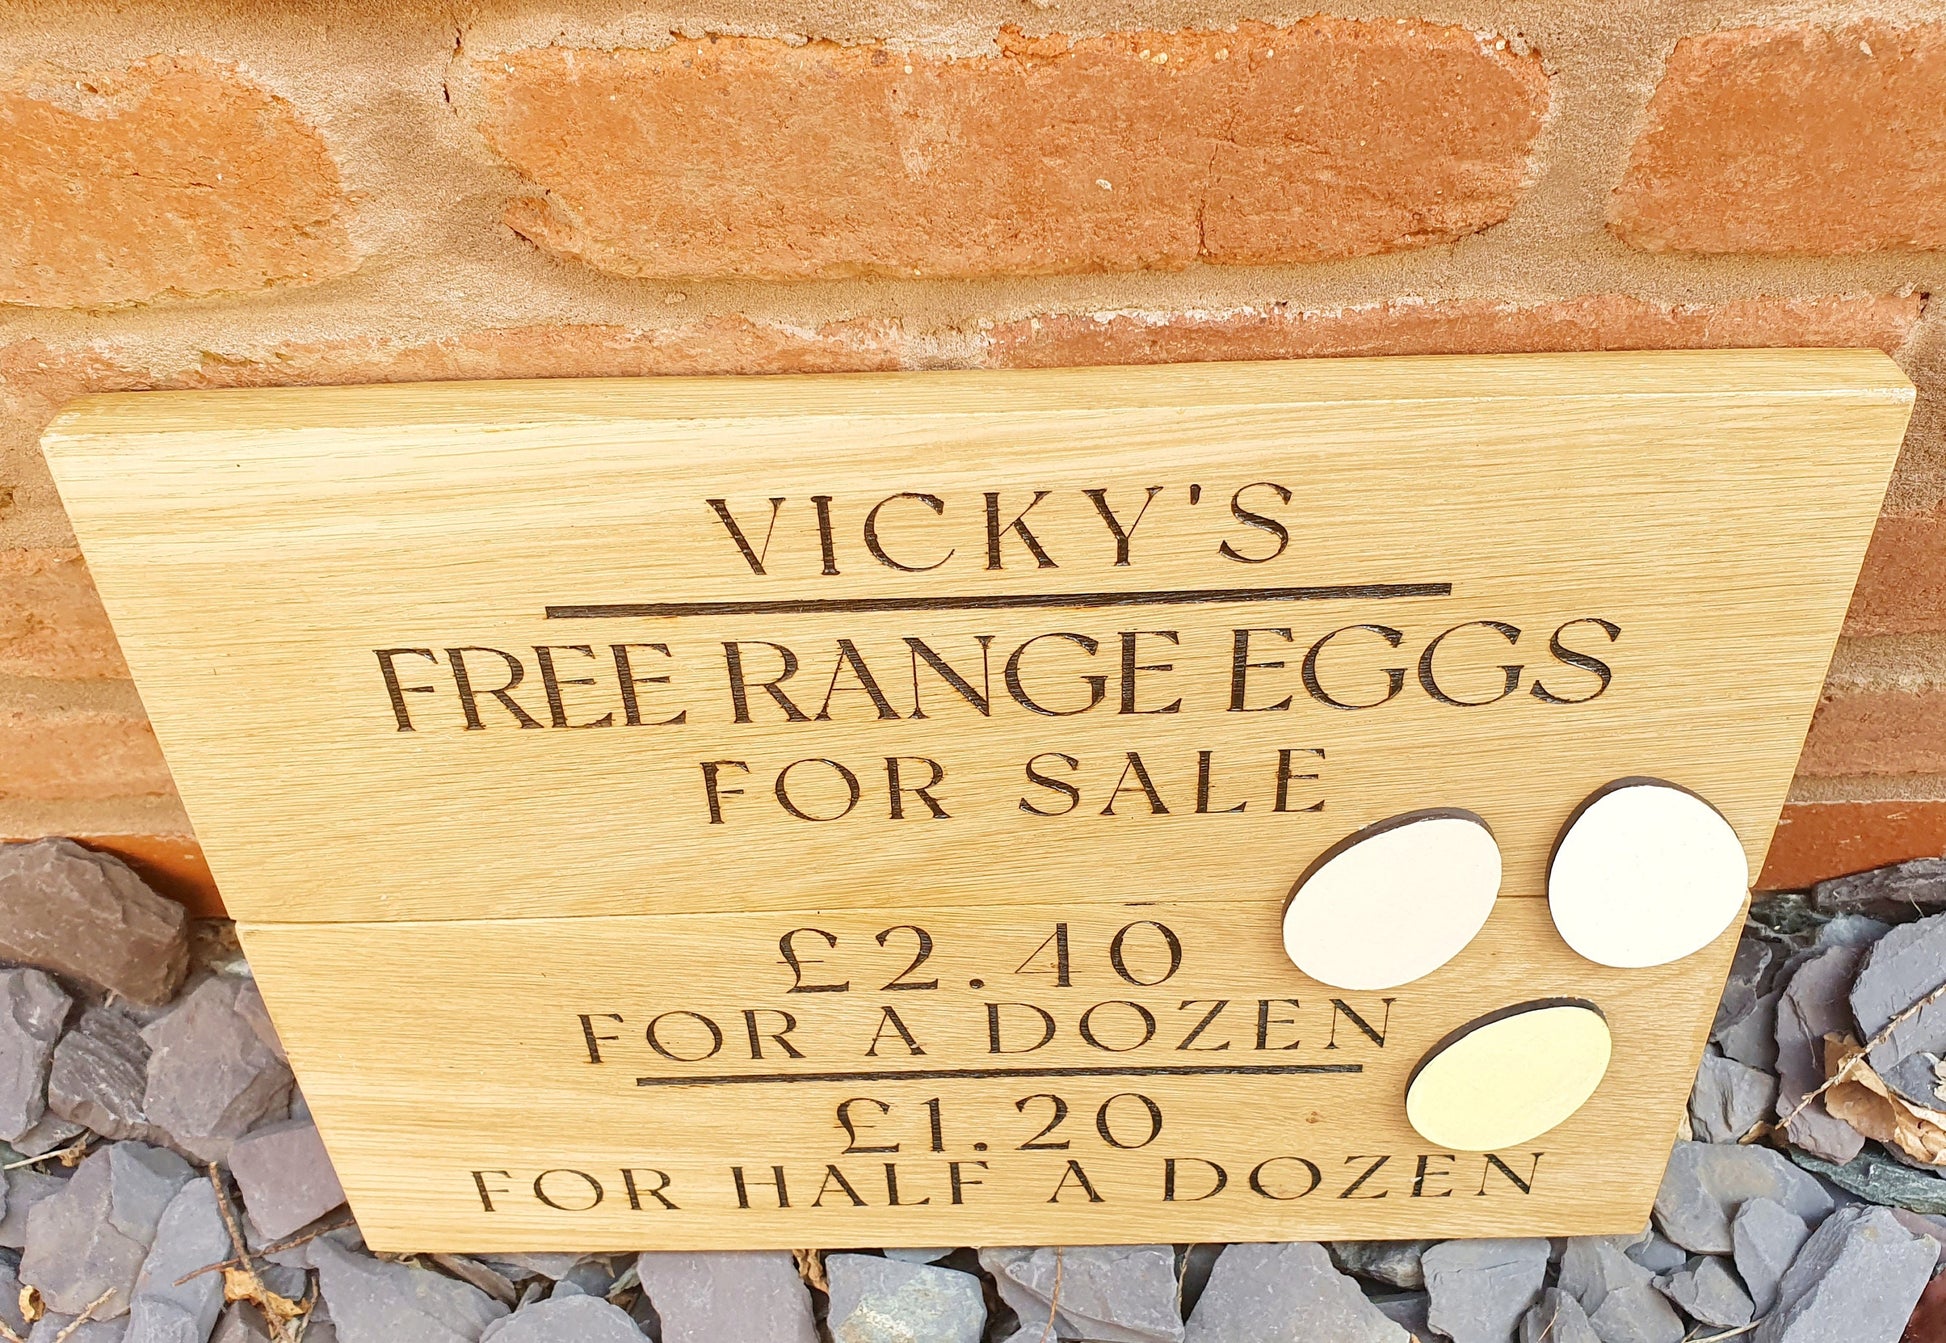 VICKY'S
FREE RANGE EGGS
FOR SALE
£2.40
FOR A DOZEN
£1.20
FOR HALF A DOZEN